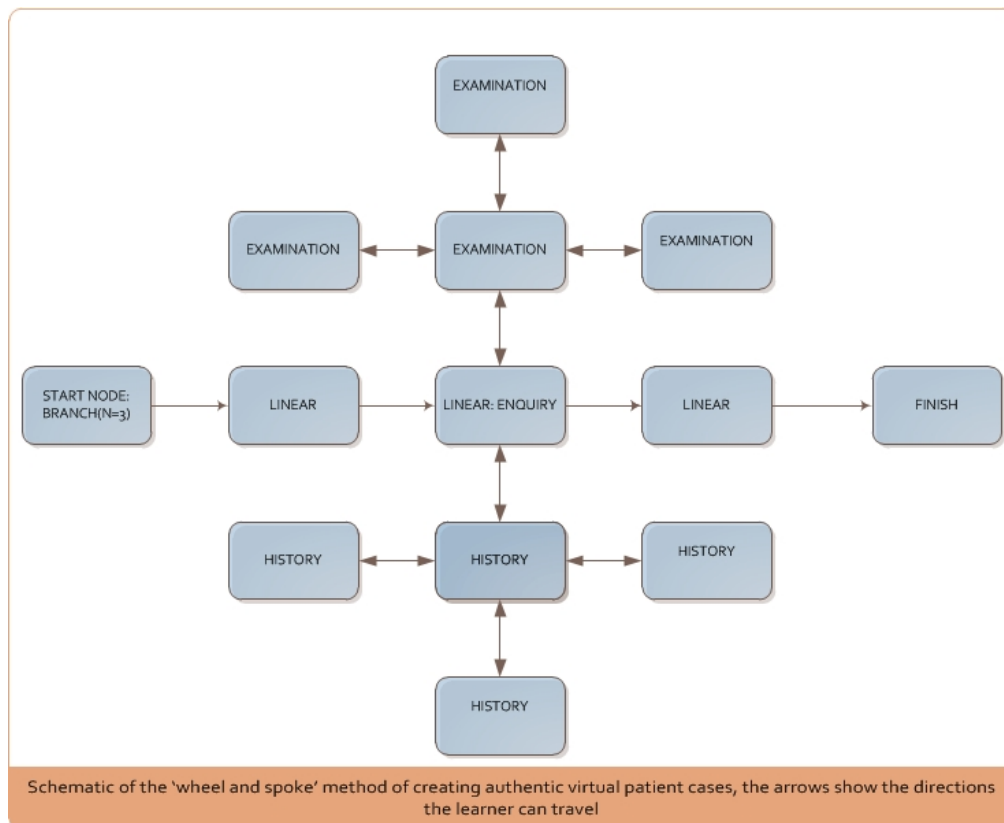 EXAMINATION
EXAMINATION
EXAMINATION
EXAMINATION
START NODE:
BRANCH(N=3)
LINEAR
LINEAR: ENQUIRY
LINEAR
FINISH
HISTORY
HISTORY
HISTORY
HISTORY
Schematic of the ‘wheel and spoke’ method of creating authentic virtual patient cases, the arrows show the directions
the learner can travel